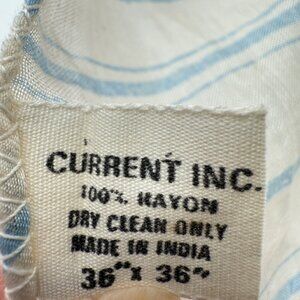 CURRENT INC.
100% RAYON
DRY CLEAN ONLY
MADE IN INDIA
36" x 36"